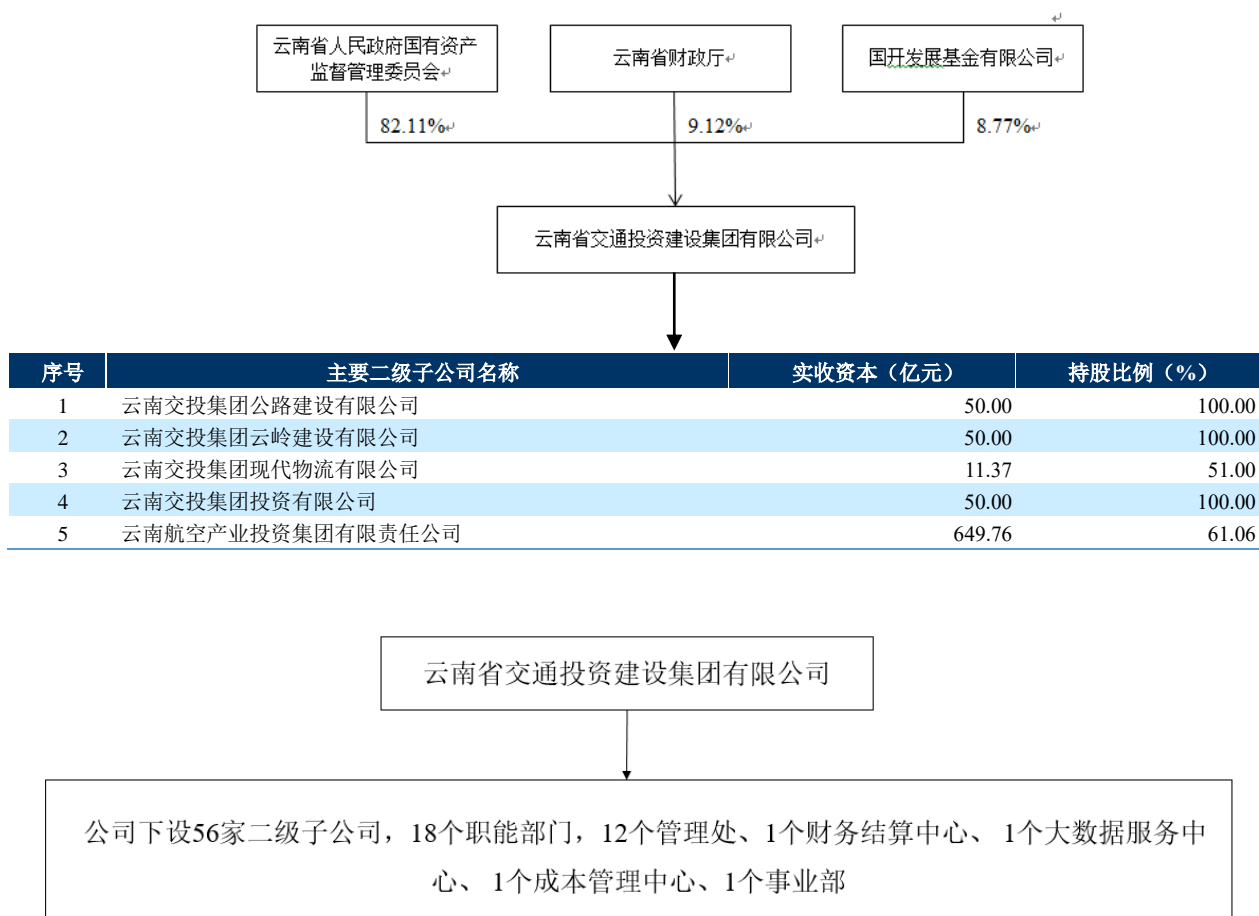 云南省人民政府国有资产
监督管理委员会
云南省财政厅
国开发展基金有限公司
82.11%
9.12%
8.77%
云南省交通投资建设集团有限公司
序号 主要二级子公司名称 实收资本（亿元） 持股比例（%）
1 云南交投集团公路建设有限公司 50.00 100.00
2 云南交投集团云岭建设有限公司 50.00 100.00
3 云南交投集团现代物流有限公司 11.37 51.00
4 云南交投集团投资有限公司 50.00 100.00
5 云南航空产业投资集团有限责任公司 649.76 61.06
云南省交通投资建设集团有限公司
公司下设56家二级子公司，18个职能部门，12个管理处、1个财务结算中心、 1个大数据服务中
心、 1个成本管理中心、1个事业部